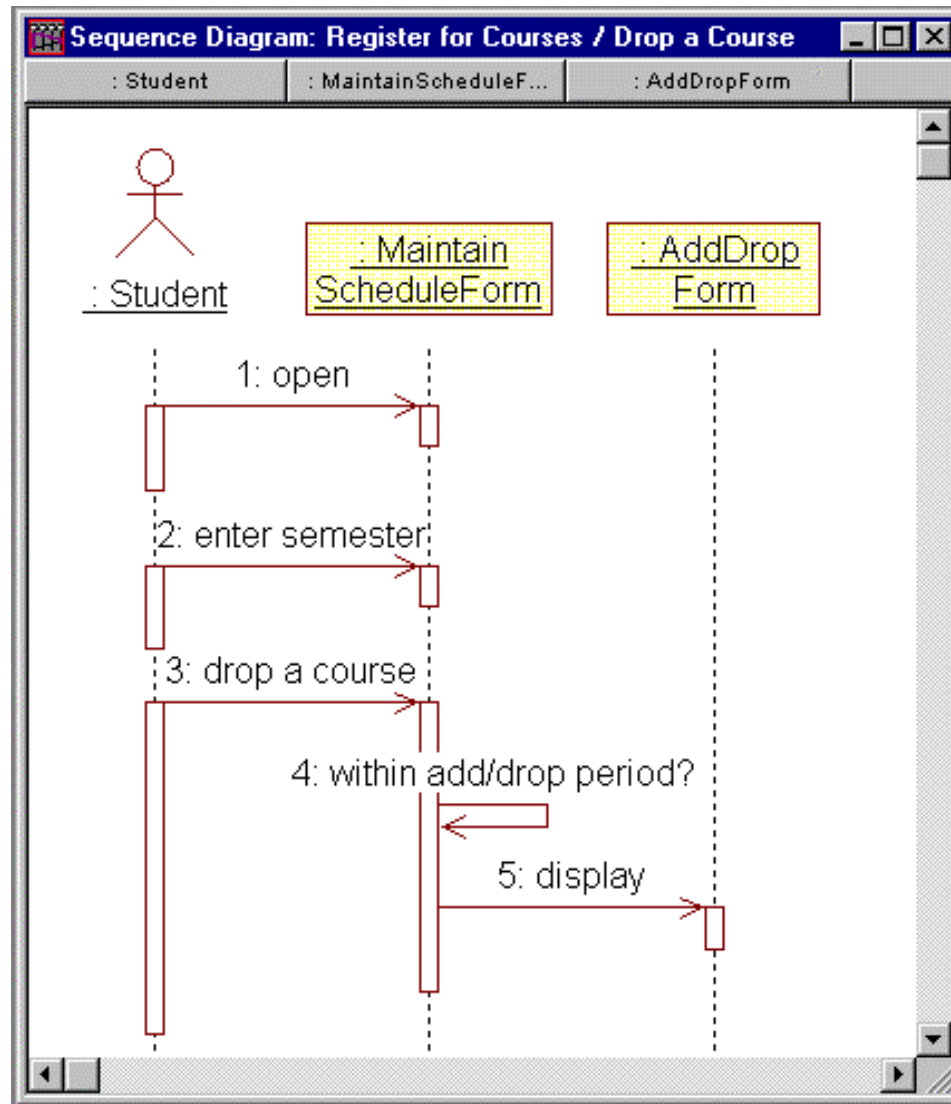 Sequence Diagram: Register for Courses / Drop a Course
: Student
: MaintainScheduleF...
: AddDropForm
: Student
: Maintain
ScheduleForm
: AddDrop
Form
1: open
2: enter semester
3: drop a course
4: within add/drop period?
5: display